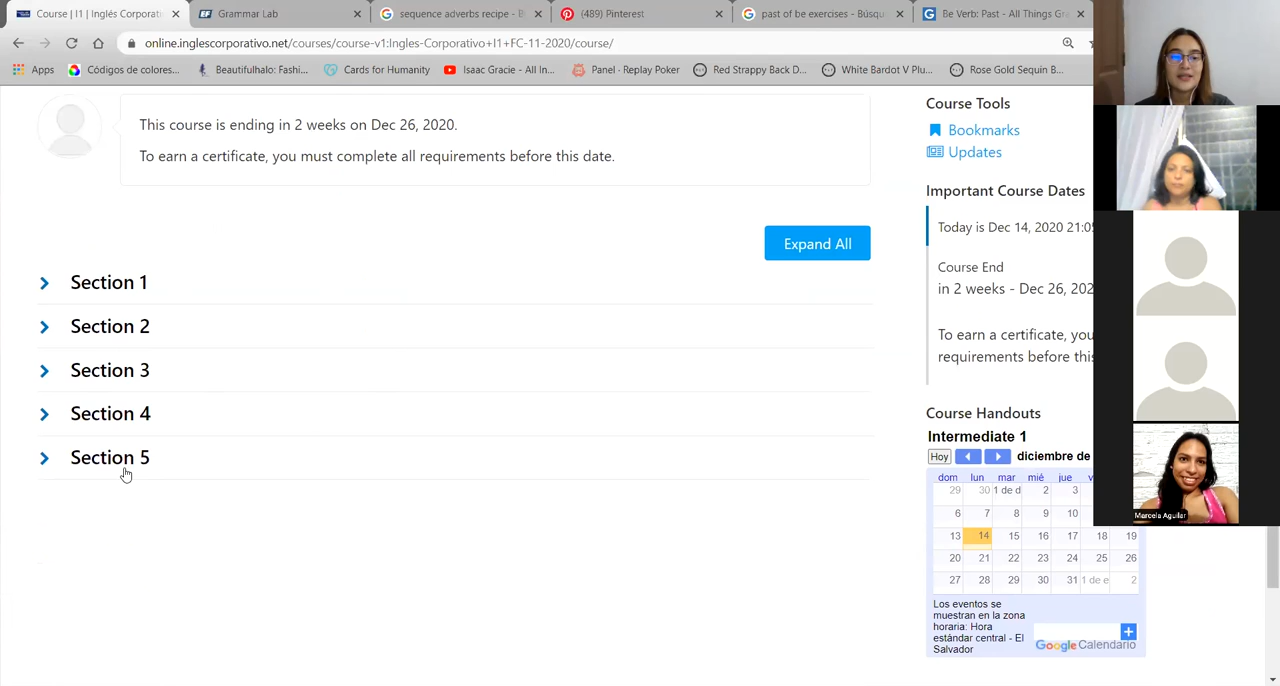 Course | I1 | Inglés Corporati
Grammar Lab
sequence adverbs recipe - B
(489) Pinterest
past of be exercises - Búsqu
Be Verb: Past - All Things Gr
online.inglescorporativo.net/courses/course-v1:Ingles-Corporativo+I1+FC-11-2020/course/
Apps
Códigos de colores...
Beautifulhalo: Fashi...
Cards for Humanity
Isaac Gracie - All In...
Panel · Replay Poker
Red Strappy Back D...
White Bardot V Plu...
Rose Gold Sequin B...
This course is ending in 2 weeks on Dec 26, 2020.
To earn a certificate, you must complete all requirements before this date.
Expand All
Section 1
Section 2
Section 3
Section 4
Section 5
Course Tools
Bookmarks
Updates
Important Course Dates
Today is Dec 14, 2020 21:0
Course End
in 2 weeks - Dec 26, 202
To earn a certificate, you
requirements before this
Course Handouts
Intermediate 1
Hoy diciembre de
dom lun mar mié jue v
29 30 1 de d 2 3
6 7 8 9 10
13 14 15 16 17 18 19
20 21 22 23 24 25 26
27 28 29 30 31 1 de e 2
Los eventos se
muestran en la zona
horaria: Hora
estándar central - El
Salvador
Google Calendario
Marcela Aguilar